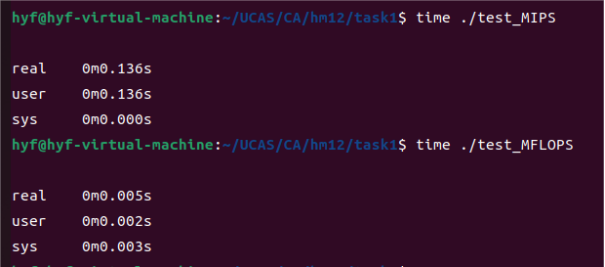 hyf@hyf-virtual-machine:~/UCAS/CA/hm12/task1$ time ./test_MIPS
real 0m0.136s
user 0m0.136s
sys 0m0.000s
hyf@hyf-virtual-machine:~/UCAS/CA/hm12/task1$ time ./test_MFLOPS
real 0m0.005s
user 0m0.002s
sys 0m0.003s